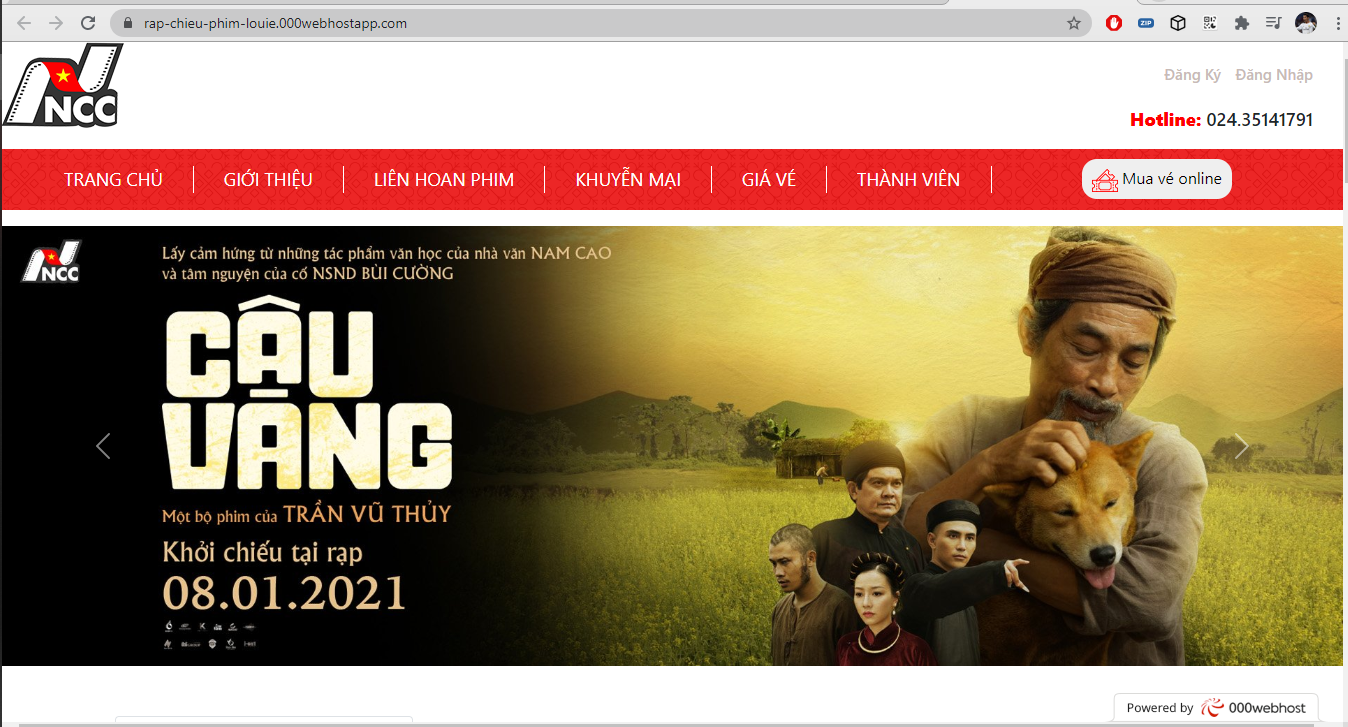 rap-chieu-phim-louie.000webhostapp.com
ZIP
NCC
Đăng Ký Đăng Nhập
Hotline: 024.35141791
TRANG CHỦ GIỚI THIỆU LIÊN HOAN PHIM KHUYỄN MẠI GIÁ VÉ THÀNH VIÊN Mua vé online
NCC
Lấy cảm hứng từ những tác phẩm văn học của nhà văn NAM CAO
và tâm nguyện của cố NSND BÙI CƯỜNG
CẬU
VÀNG
Một bộ phim của TRẦN VŨ THỦY
Khởi chiếu tại rạp
08.01.2021
Powered by 000webhost